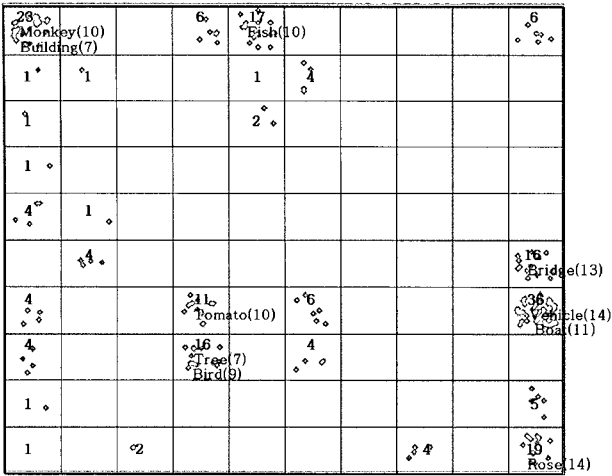 23 6 17 6
Monkey(10) Fish(10)
Building(7)
1 1 1 4
1 2
1
4 1
4 16
Bridge(13)
4 11 6 36
Tomato(10) Vehicle(14)
Boat(11)
4 16 4
Tree(7)
Bird(9)
1 5
1 2 4 19
Rose(14)